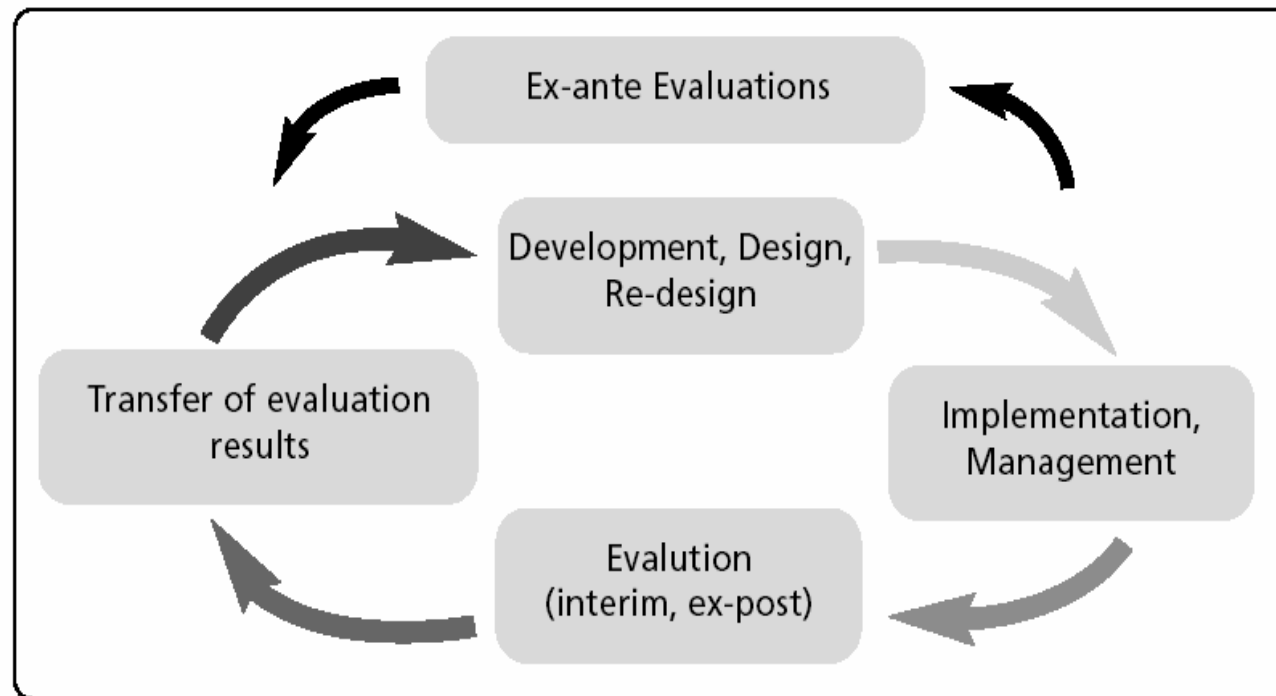 Ex-ante Evaluations
Development, Design,
Re-design
Transfer of evaluation
results
Implementation,
Management
Evalution
(interim, ex-post)